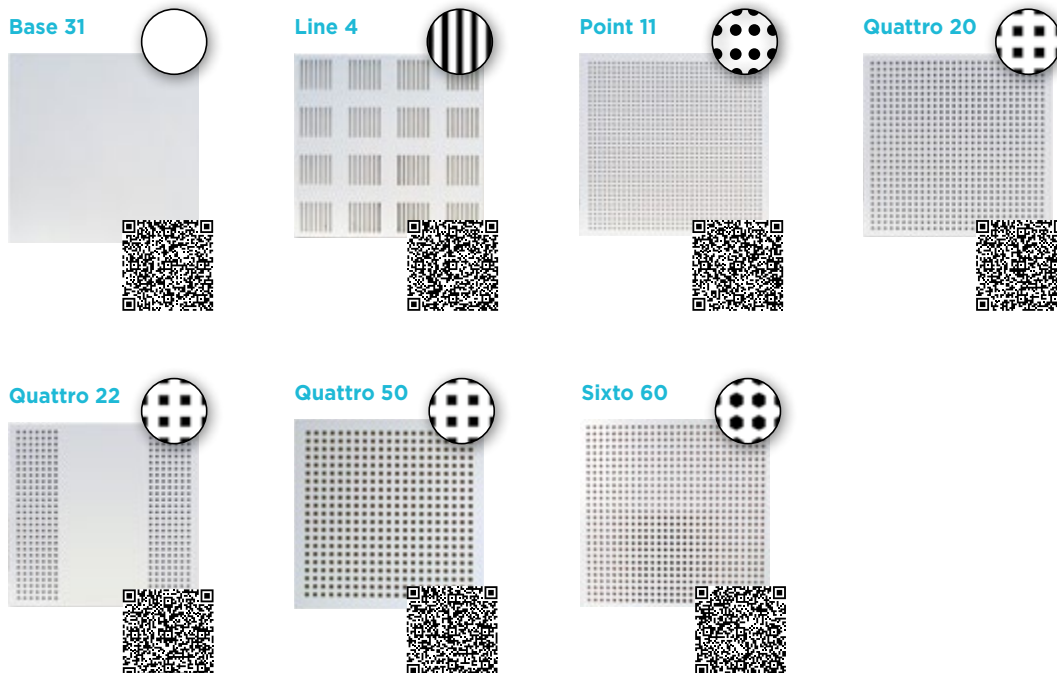 Base 31
Line 4
Point 11
Quattro 20
Quattro 22
Quattro 50
Sixto 60